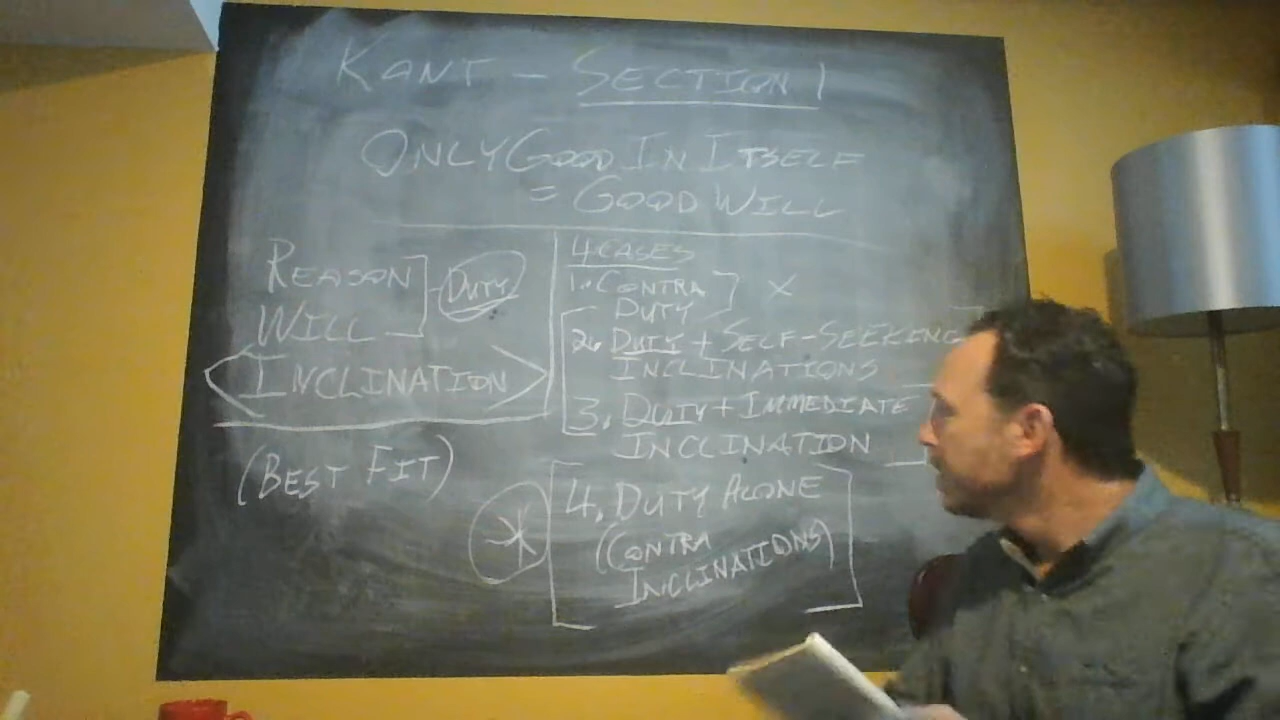 KANT - SECTION 1
ONLY GOOD IN ITSELF
= GOOD WILL
REASON
WILL
DUTY
INCLINATION
(BEST FIT)
4 CASES
1. CONTRA X
DUTY
2. DUTY + SELF-SEEKING
INCLINATIONS
3. DUTY + IMMEDIATE
INCLINATION
4. DUTY ALONE
(CONTRA
INCLINATIONS)